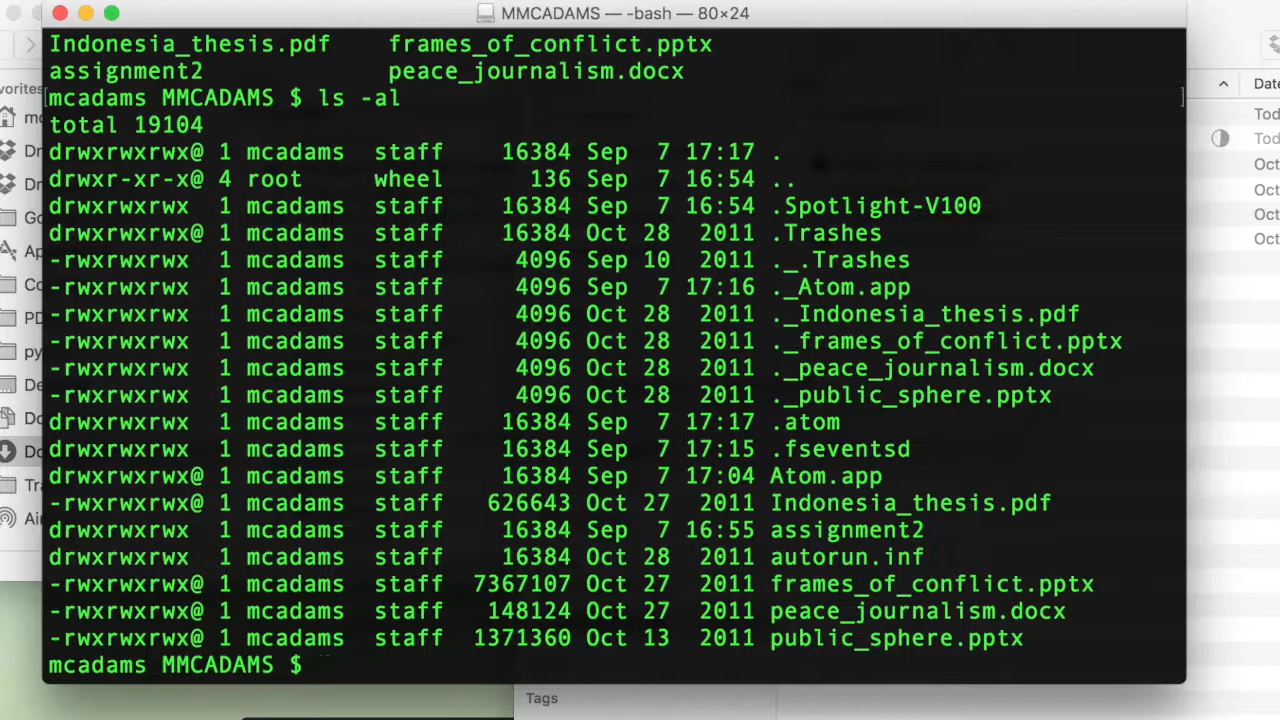 MMCADAMS — -bash — 80×24
Indonesia_thesis.pdf frames_of_conflict.pptx
assignment2 peace_journalism.docx
mcadams MMCADAMS $ ls -al
total 19104
drwxrwxrwx@ 1 mcadams staff 16384 Sep 7 17:17 .
drwxr-xr-x@ 4 root wheel 136 Sep 7 16:54 ..
drwxrwxrwx 1 mcadams staff 16384 Sep 7 16:54 .Spotlight-V100
drwxrwxrwx@ 1 mcadams staff 16384 Oct 28 2011 .Trashes
-rwxrwxrwx 1 mcadams staff 4096 Sep 10 2011 ._.Trashes
-rwxrwxrwx 1 mcadams staff 4096 Sep 7 17:16 ._Atom.app
-rwxrwxrwx 1 mcadams staff 4096 Oct 28 2011 ._Indonesia_thesis.pdf
-rwxrwxrwx 1 mcadams staff 4096 Oct 28 2011 ._frames_of_conflict.pptx
-rwxrwxrwx 1 mcadams staff 4096 Oct 28 2011 ._peace_journalism.docx
-rwxrwxrwx 1 mcadams staff 4096 Oct 28 2011 ._public_sphere.pptx
drwxrwxrwx 1 mcadams staff 16384 Sep 7 17:17 .atom
drwxrwxrwx 1 mcadams staff 16384 Sep 7 17:15 .fseventsd
drwxrwxrwx@ 1 mcadams staff 16384 Sep 7 17:04 Atom.app
-rwxrwxrwx@ 1 mcadams staff 626643 Oct 27 2011 Indonesia_thesis.pdf
drwxrwxrwx 1 mcadams staff 16384 Sep 7 16:55 assignment2
drwxrwxrwx 1 mcadams staff 16384 Oct 28 2011 autorun.inf
-rwxrwxrwx@ 1 mcadams staff 7367107 Oct 27 2011 frames_of_conflict.pptx
-rwxrwxrwx@ 1 mcadams staff 148124 Oct 27 2011 peace_journalism.docx
-rwxrwxrwx@ 1 mcadams staff 1371360 Oct 13 2011 public_sphere.pptx
mcadams MMCADAMS $
Tags
Date
Tod
Tod
Oct
Oct
Oct
Oct